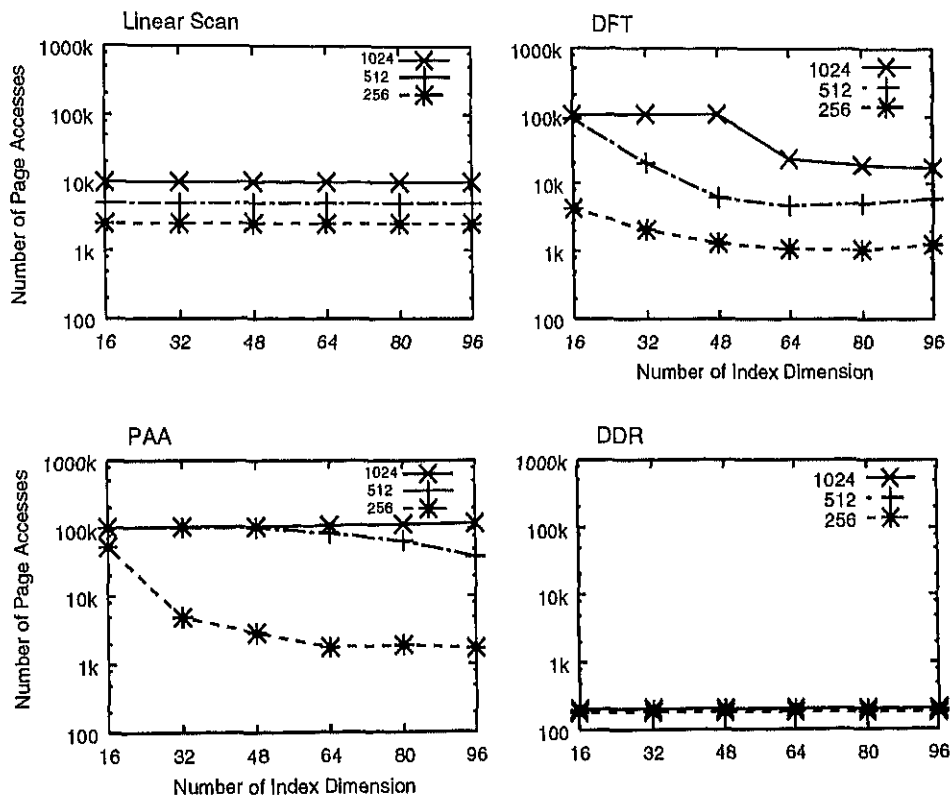 Linear Scan
1000k
100k
10k
1k
100
1024
512
256
16 32 48 64 80 96
Number of Page Accesses
DFT
1000k
100k
10k
1k
100
1024
512
256
16 32 48 64 80 96
Number of Index Dimension
PAA
1000k
100k
10k
1k
100
1024
512
256
16 32 48 64 80 96
Number of Page Accesses
Number of Index Dimension
DDR
1000k
100k
10k
1k
100
1024
512
256
16 32 48 64 80 96